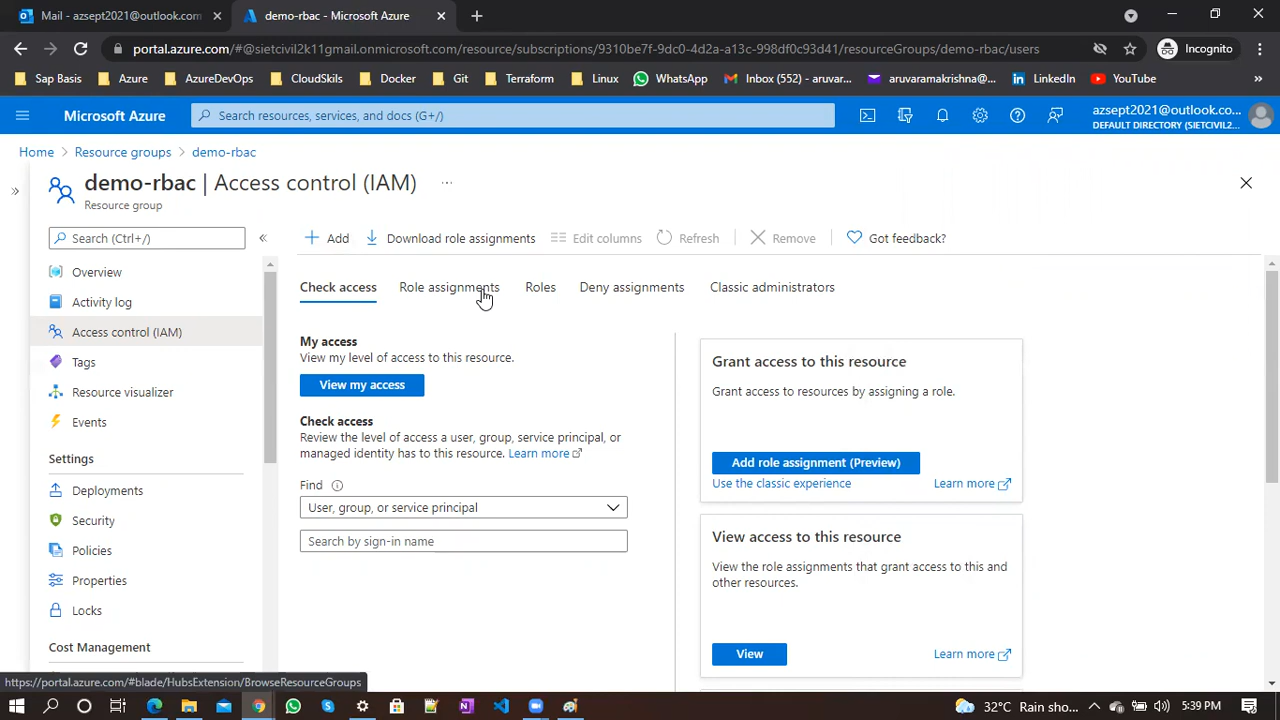 Mail - azsept2021@outlook.com
demo-rbac - Microsoft Azure
portal.azure.com/#@sietcivil2k11gmail.onmicrosoft.com/resource/subscriptions/9310be7f-9dc0-4d2a-a13c-998df0c93d41/resourceGroups/demo-rbac/users
Incognito
Sap Basis
Azure
AzureDevOps
CloudSkils
Docker
Git
Terraform
Linux
WhatsApp
Inbox (552) - aruvar...
aruvaramakrishna@...
LinkedIn
YouTube
Microsoft Azure
Search resources, services, and docs (G+/)
azsept2021@outlook.co...
DEFAULT DIRECTORY (SIETCIVIL2...
Home > Resource groups > demo-rbac
demo-rbac | Access control (IAM)
Resource group
Search (Ctrl+/)
Add
Download role assignments
Edit columns
Refresh
Remove
Got feedback?
Overview
Activity log
Access control (IAM)
Tags
Resource visualizer
Events
Settings
Deployments
Security
Policies
Properties
Locks
Cost Management
Check access
Role assignments
Roles
Deny assignments
Classic administrators
My access
View my level of access to this resource.
View my access
Check access
Review the level of access a user, group, service principal, or
managed identity has to this resource. Learn more
Find
User, group, or service principal
Search by sign-in name
Grant access to this resource
Grant access to resources by assigning a role.
Add role assignment (Preview)
Use the classic experience
Learn more
View access to this resource
View the role assignments that grant access to this and
other resources.
View
Learn more
https://portal.azure.com/#blade/HubsExtension/BrowseResourceGroups
32°C Rain sho...
5:39 PM